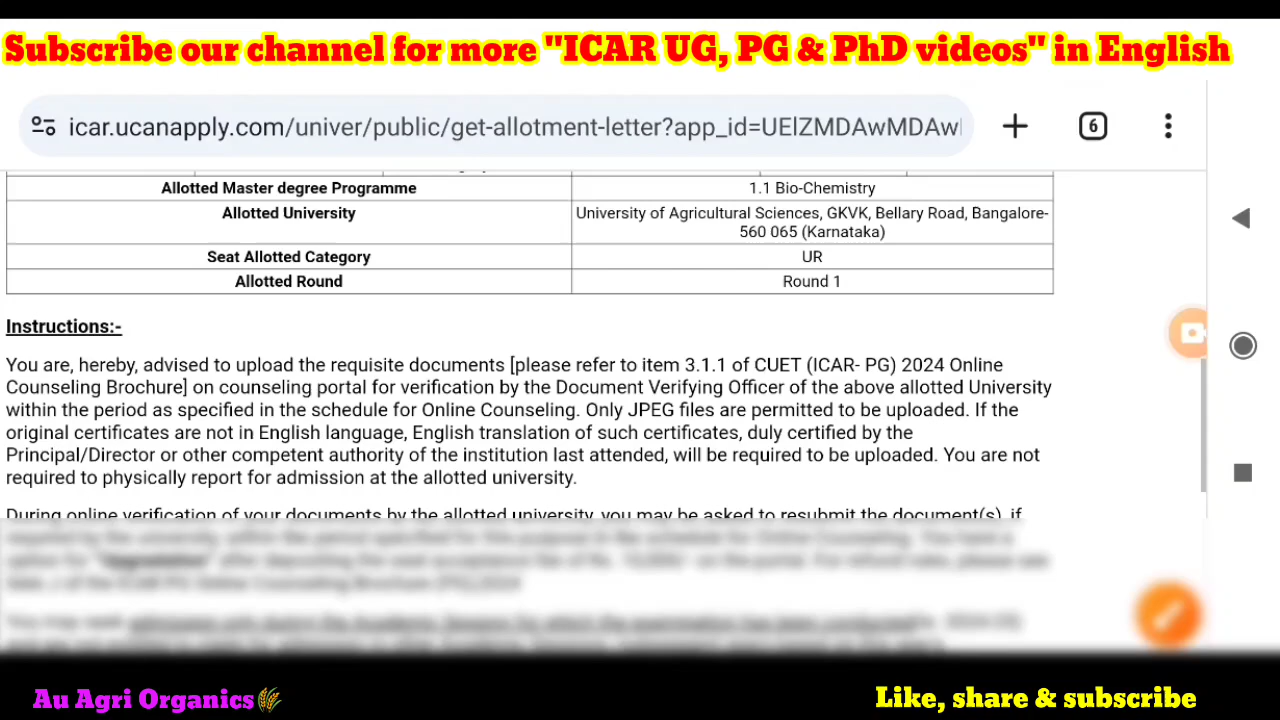 Subscribe our channel for more "ICAR UG, PG & PhD videos" in English
icar.ucanapply.com/univer/public/get-allotment-letter?app_id=UElZMDAwMDAw
6
Allotted Master degree Programme 1.1 Bio-Chemistry
Allotted University University of Agricultural Sciences, GKVK, Bellary Road, Bangalore-
560 065 (Karnataka)
Seat Allotted Category UR
Allotted Round Round 1
Instructions:-
You are, hereby, advised to upload the requisite documents [please refer to item 3.1.1 of CUET (ICAR- PG) 2024 Online
Counseling Brochure] on counseling portal for verification by the Document Verifying Officer of the above allotted University
within the period as specified in the schedule for Online Counseling. Only JPEG files are permitted to be uploaded. If the
original certificates are not in English language, English translation of such certificates, duly certified by the
Principal/Director or other competent authority of the institution last attended, will be required to be uploaded. You are not
required to physically report for admission at the allotted university.
During online verification of your documents by the allotted university, you may be asked to resubmit the document(s), if
Au Agri Organics🌾
Like, share & subscribe